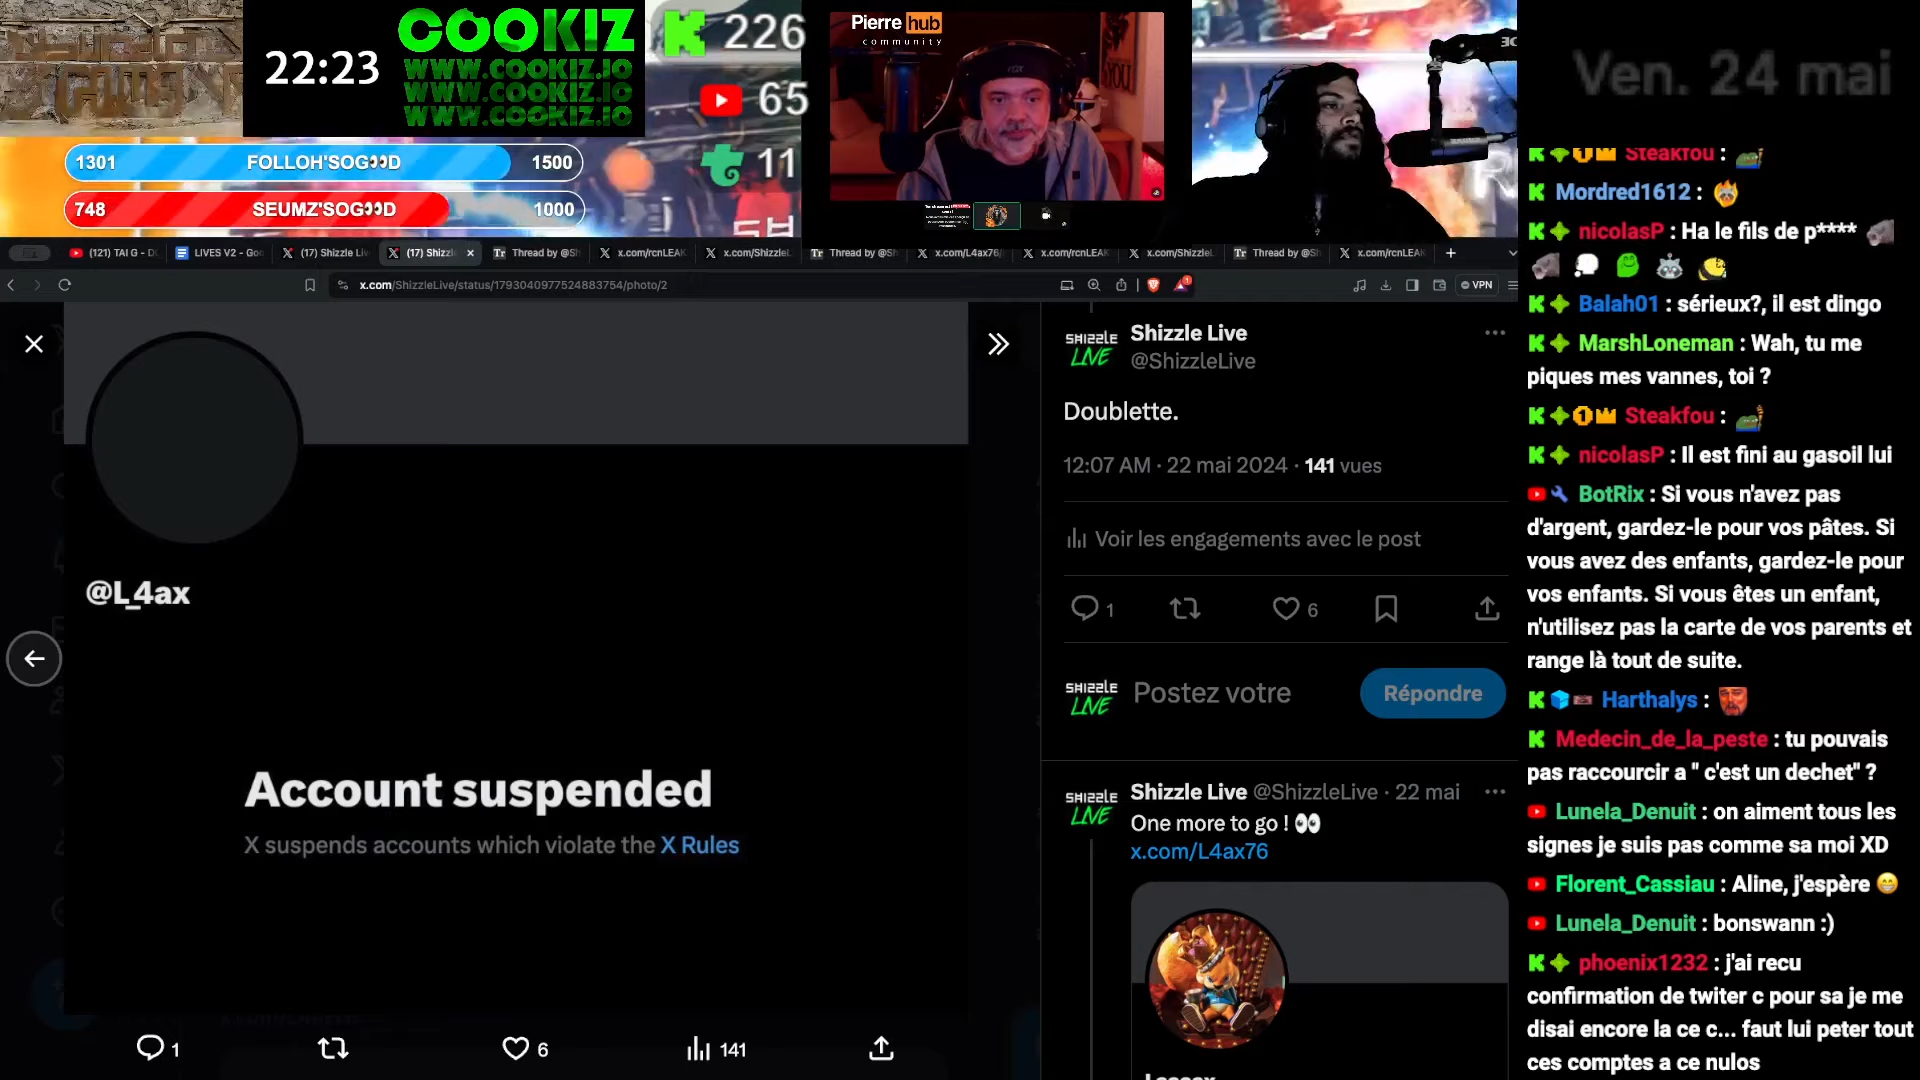 22:23
COOKIZ
WWW.COOKIZ.IO
WWW.COOKIZ.IO
WWW.COOKIZ.IO
226
65
11
Pierre hub
community
Ven. 24 mai
1301 FOLLOH'SOG👀D 1500
748 SEUMZ'SOG👀D 1000
(121) TAI G - D
LIVES V2 - Goo
(17) Shizzle Liv
(17) Shizzl
Thread by @Sh
x.com/rcnLEAK
x.com/ShizzleL
Thread by @Sh
x.com/L4ax76/
x.com/rcnLEAK
x.com/ShizzleL
Thread by @Sh
x.com/rcnLEAK
x.com/ShizzleLive/status/1793040977524883754/photo/2
VPN
@L_4ax
Account suspended
X suspends accounts which violate the X Rules
1
6
141
SHIZZLE LIVE
Shizzle Live
@ShizzleLive
Doublette.
12:07 AM · 22 mai 2024 · 141 vues
Voir les engagements avec le post
1
6
SHIZZLE LIVE
Postez votre
Répondre
SHIZZLE LIVE
Shizzle Live @ShizzleLive · 22 mai
One more to go ! 👀
x.com/L4ax76
Steakfou :
Mordred1612 :
nicolasP : Ha le fils de p****
Balah01 : sérieux?, il est dingo
MarshLoneman : Wah, tu me
piques mes vannes, toi ?
Steakfou :
nicolasP : Il est fini au gasoil lui
BotRix : Si vous n'avez pas
d'argent, gardez-le pour vos pâtes. Si
vous avez des enfants, gardez-le pour
vos enfants. Si vous êtes un enfant,
n'utilisez pas la carte de vos parents et
range là tout de suite.
Harthalys :
Medecin_de_la_peste : tu pouvais
pas raccourcir a " c'est un dechet" ?
Lunela_Denuit : on aiment tous les
signes je suis pas comme sa moi XD
Florent_Cassiau : Aline, j'espère 😁
Lunela_Denuit : bonswann :)
phoenix1232 : j'ai recu
confirmation de twiter c pour sa je me
disai encore la ce c... faut lui peter tout
ces comptes a ce nulos